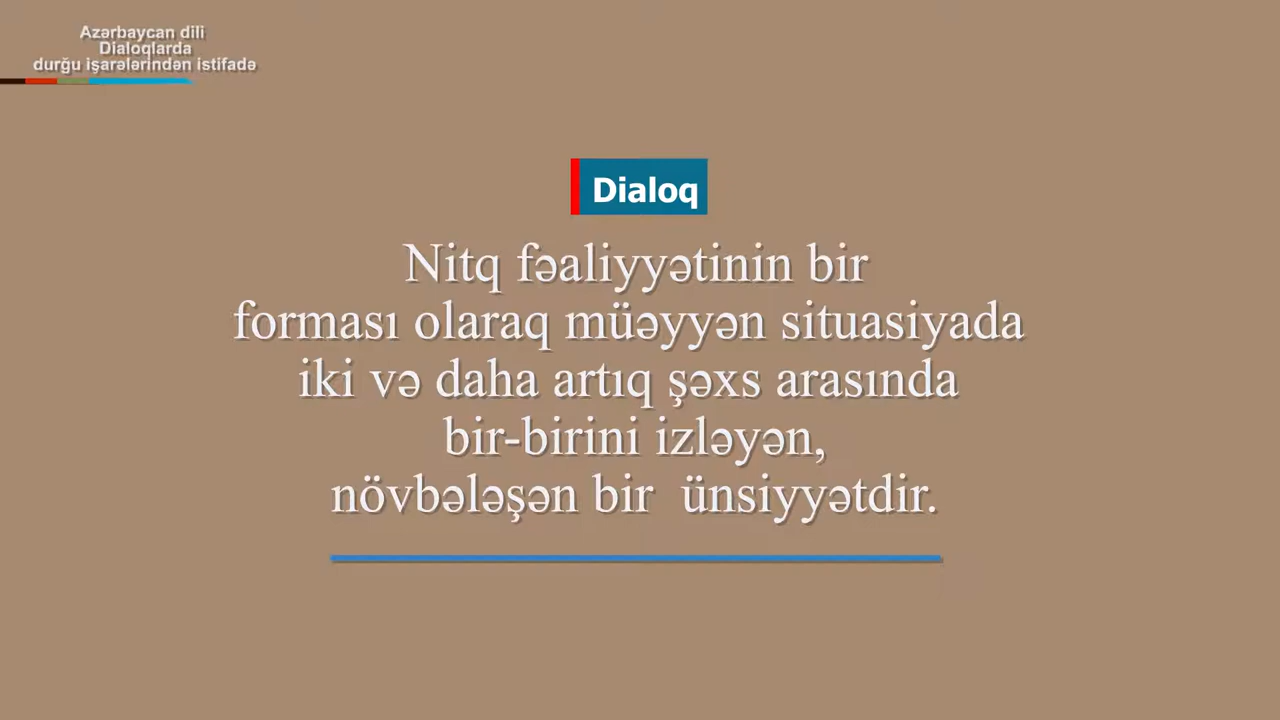 Azərbaycan dili
Dialoqlarda
durğu işarələrindən istifadə
Dialoq
Nitq fəaliyyətinin bir
forması olaraq müəyyən situasiyada
iki və daha artıq şəxs arasında
bir-birini izləyən,
növbələşən bir ünsiyyətdir.